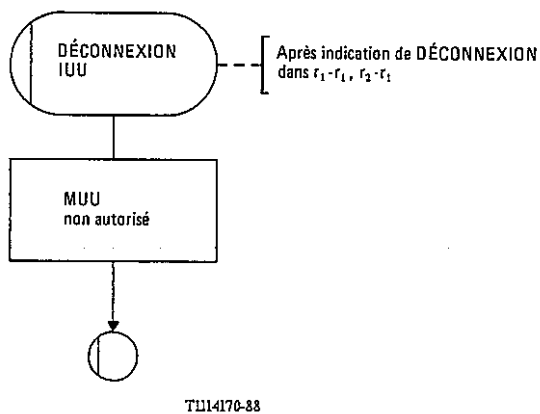 DÉCONNEXION
IUU
Après indication de DÉCONNEXION
dans r₁-r₁, r₂-r₁
MUU
non autorisé
T1114170-88